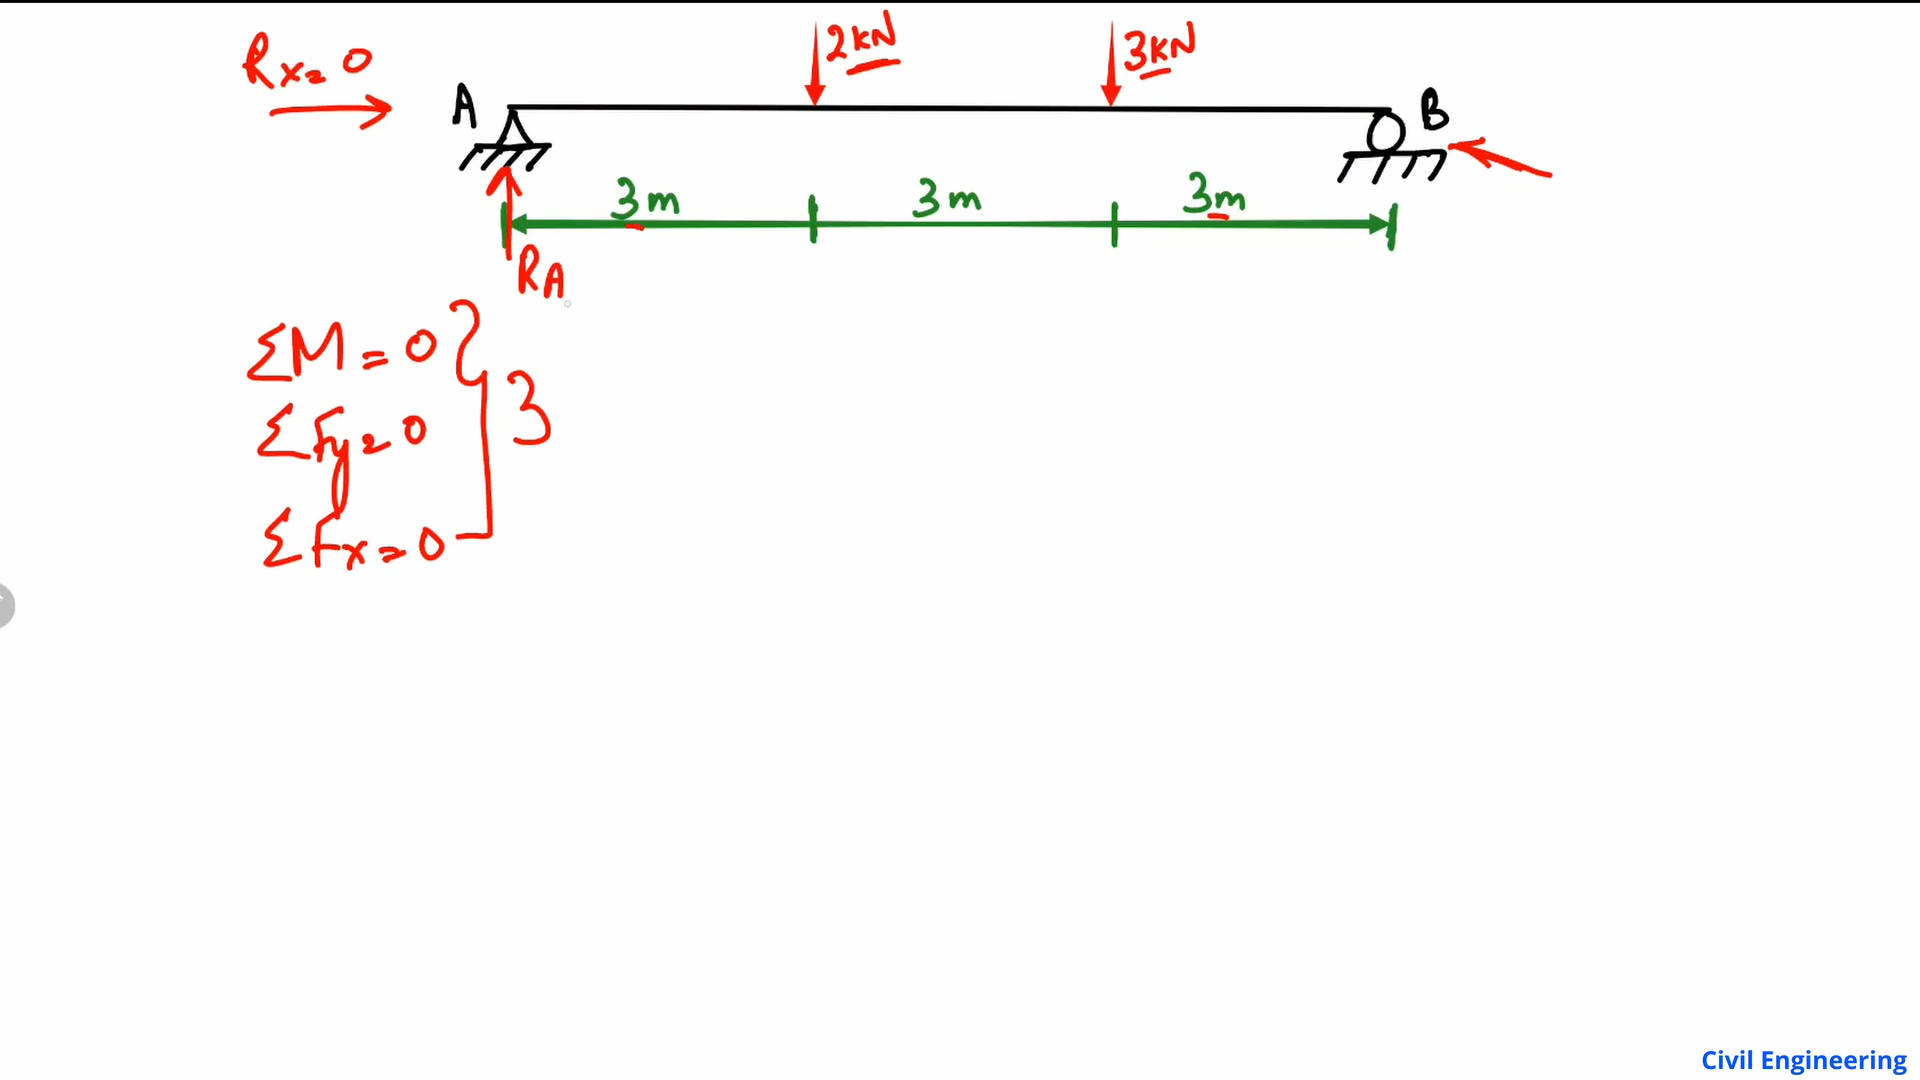 Rx=0
2kN
3kN
A
B
3m
3m
3m
RA
ΣM=0
3
ΣFy=0
ΣFx=0
Civil Engineering